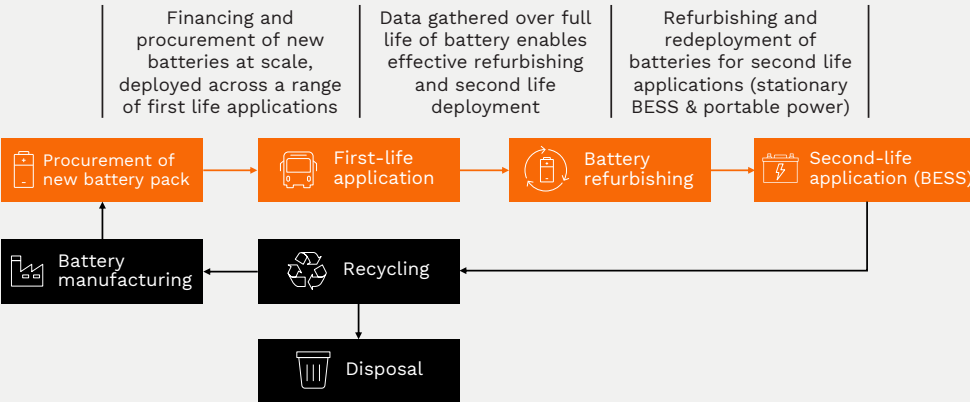 Financing and
procurement of new
batteries at scale,
deployed across a range
of first life applications
Data gathered over full
life of battery enables
effective refurbishing
and second life
deployment
Refurbishing and
redeployment of
batteries for second life
applications (stationary
BESS & portable power)
Procurement of
new battery pack
First-life
application
Battery
refurbishing
Second-life
application (BESS)
Battery
manufacturing
Recycling
Disposal